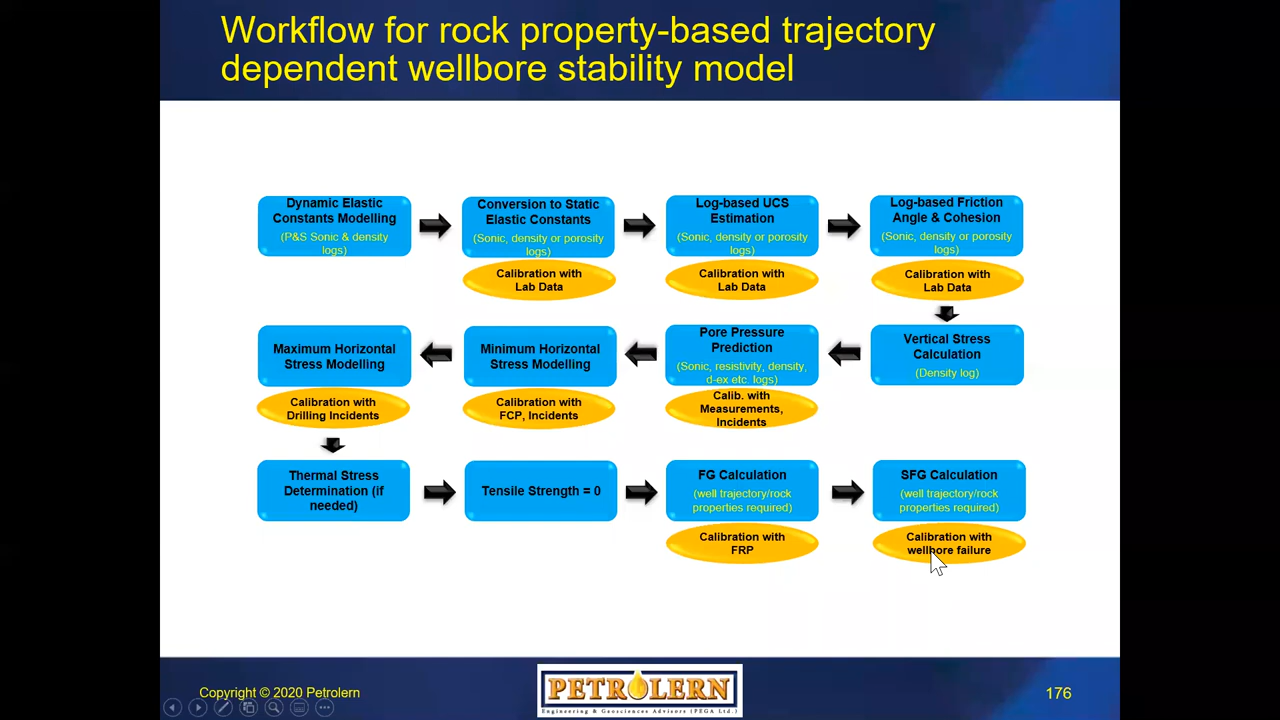 Workflow for rock property-based trajectory
dependent wellbore stability model
Dynamic Elastic
Constants Modelling
(P&S Sonic & density
logs)
Conversion to Static
Elastic Constants
(Sonic, density or porosity
logs)
Calibration with
Lab Data
Log-based UCS
Estimation
(Sonic, density or porosity
logs)
Calibration with
Lab Data
Log-based Friction
Angle & Cohesion
(Sonic, density or porosity
logs)
Calibration with
Lab Data
Vertical Stress
Calculation
(Density log)
Pore Pressure
Prediction
(Sonic, resistivity, density,
d-ex etc. logs)
Calib. with
Measurements,
Incidents
Minimum Horizontal
Stress Modelling
Calibration with
FCP, Incidents
Maximum Horizontal
Stress Modelling
Calibration with
Drilling Incidents
Thermal Stress
Determination (if
needed)
Tensile Strength = 0
FG Calculation
(well trajectory/rock
properties required)
Calibration with
FRP
SFG Calculation
(well trajectory/rock
properties required)
Calibration with
wellbore failure
Copyright © 2020 Petrolern
PETROLERN
Engineering & Geosciences Advisors (PEGA Ltd.)
176